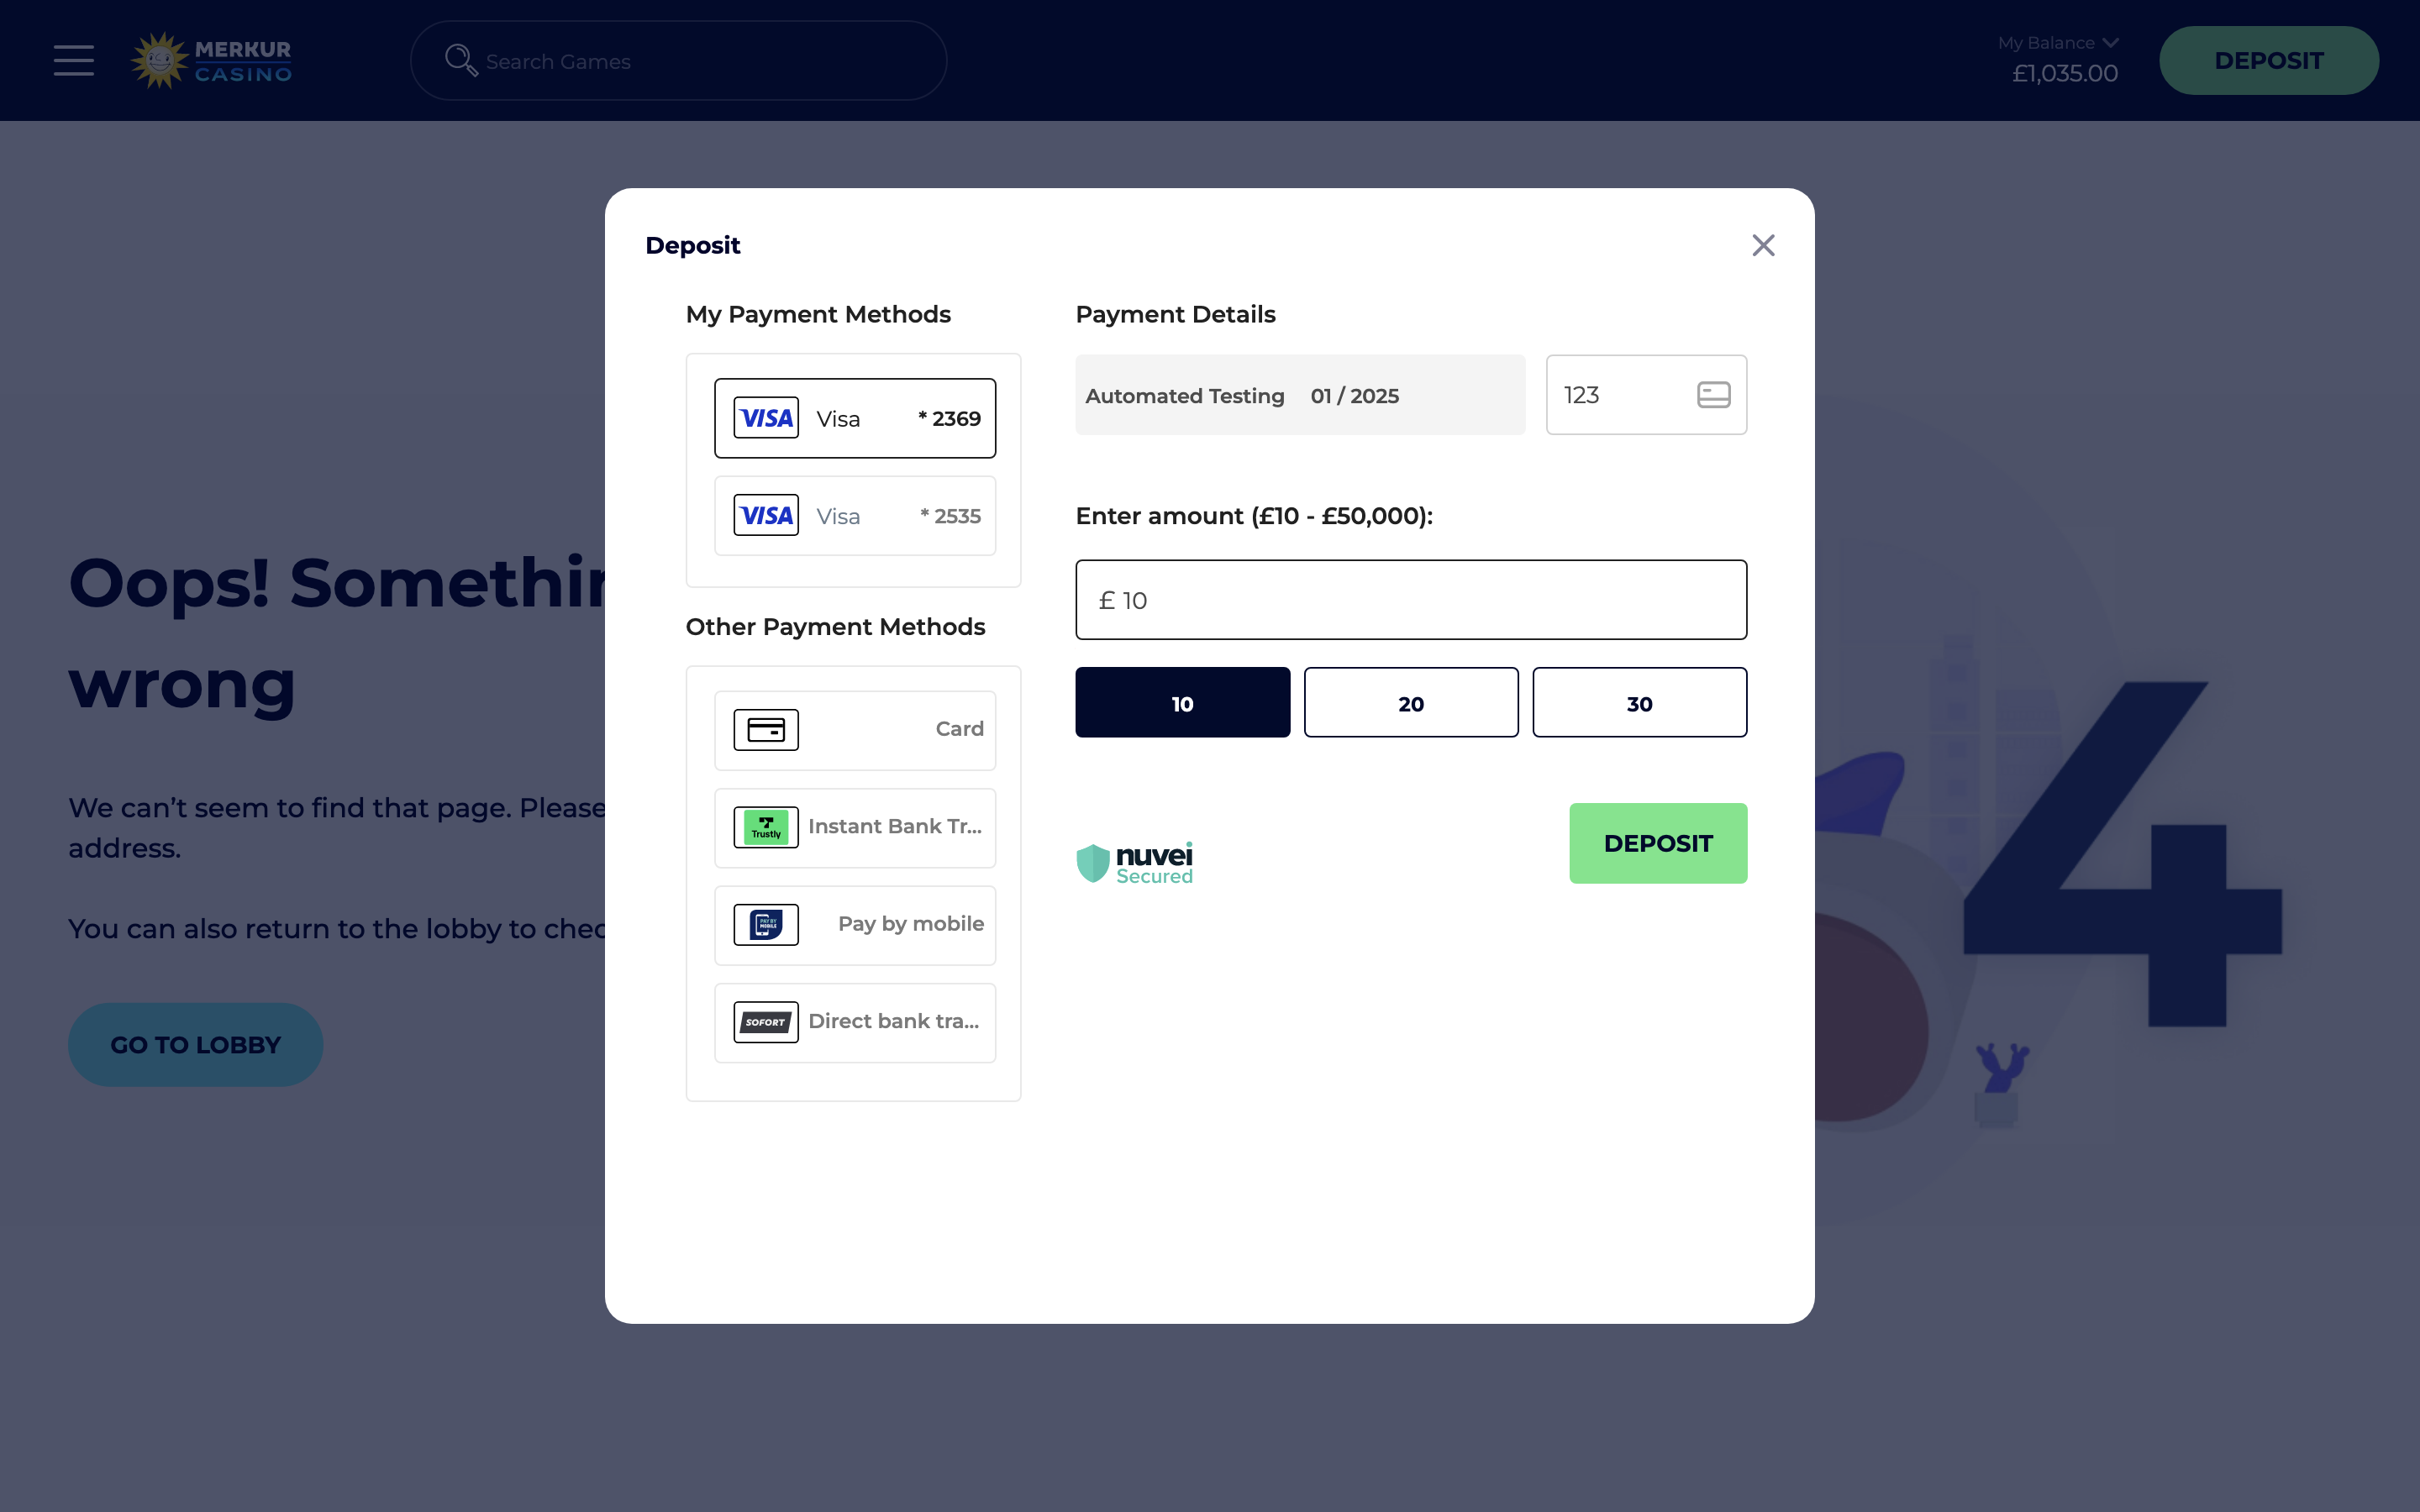 MERKUR
CASINO
Search Games
My Balance
£1,035.00
DEPOSIT
Deposit
My Payment Methods
VISA Visa * 2369
VISA Visa * 2535
Other Payment Methods
Card
Trustly Instant Bank Tr...
PAY BY MOBILE Pay by mobile
SOFORT Direct bank tra...
Payment Details
Automated Testing 01 / 2025
123
Enter amount (£10 - £50,000):
£ 10
10 20 30
nuvei
Secured
DEPOSIT
Oops! Somethin
wrong
We can’t seem to find that page. Please
address.
You can also return to the lobby to chec
GO TO LOBBY
4